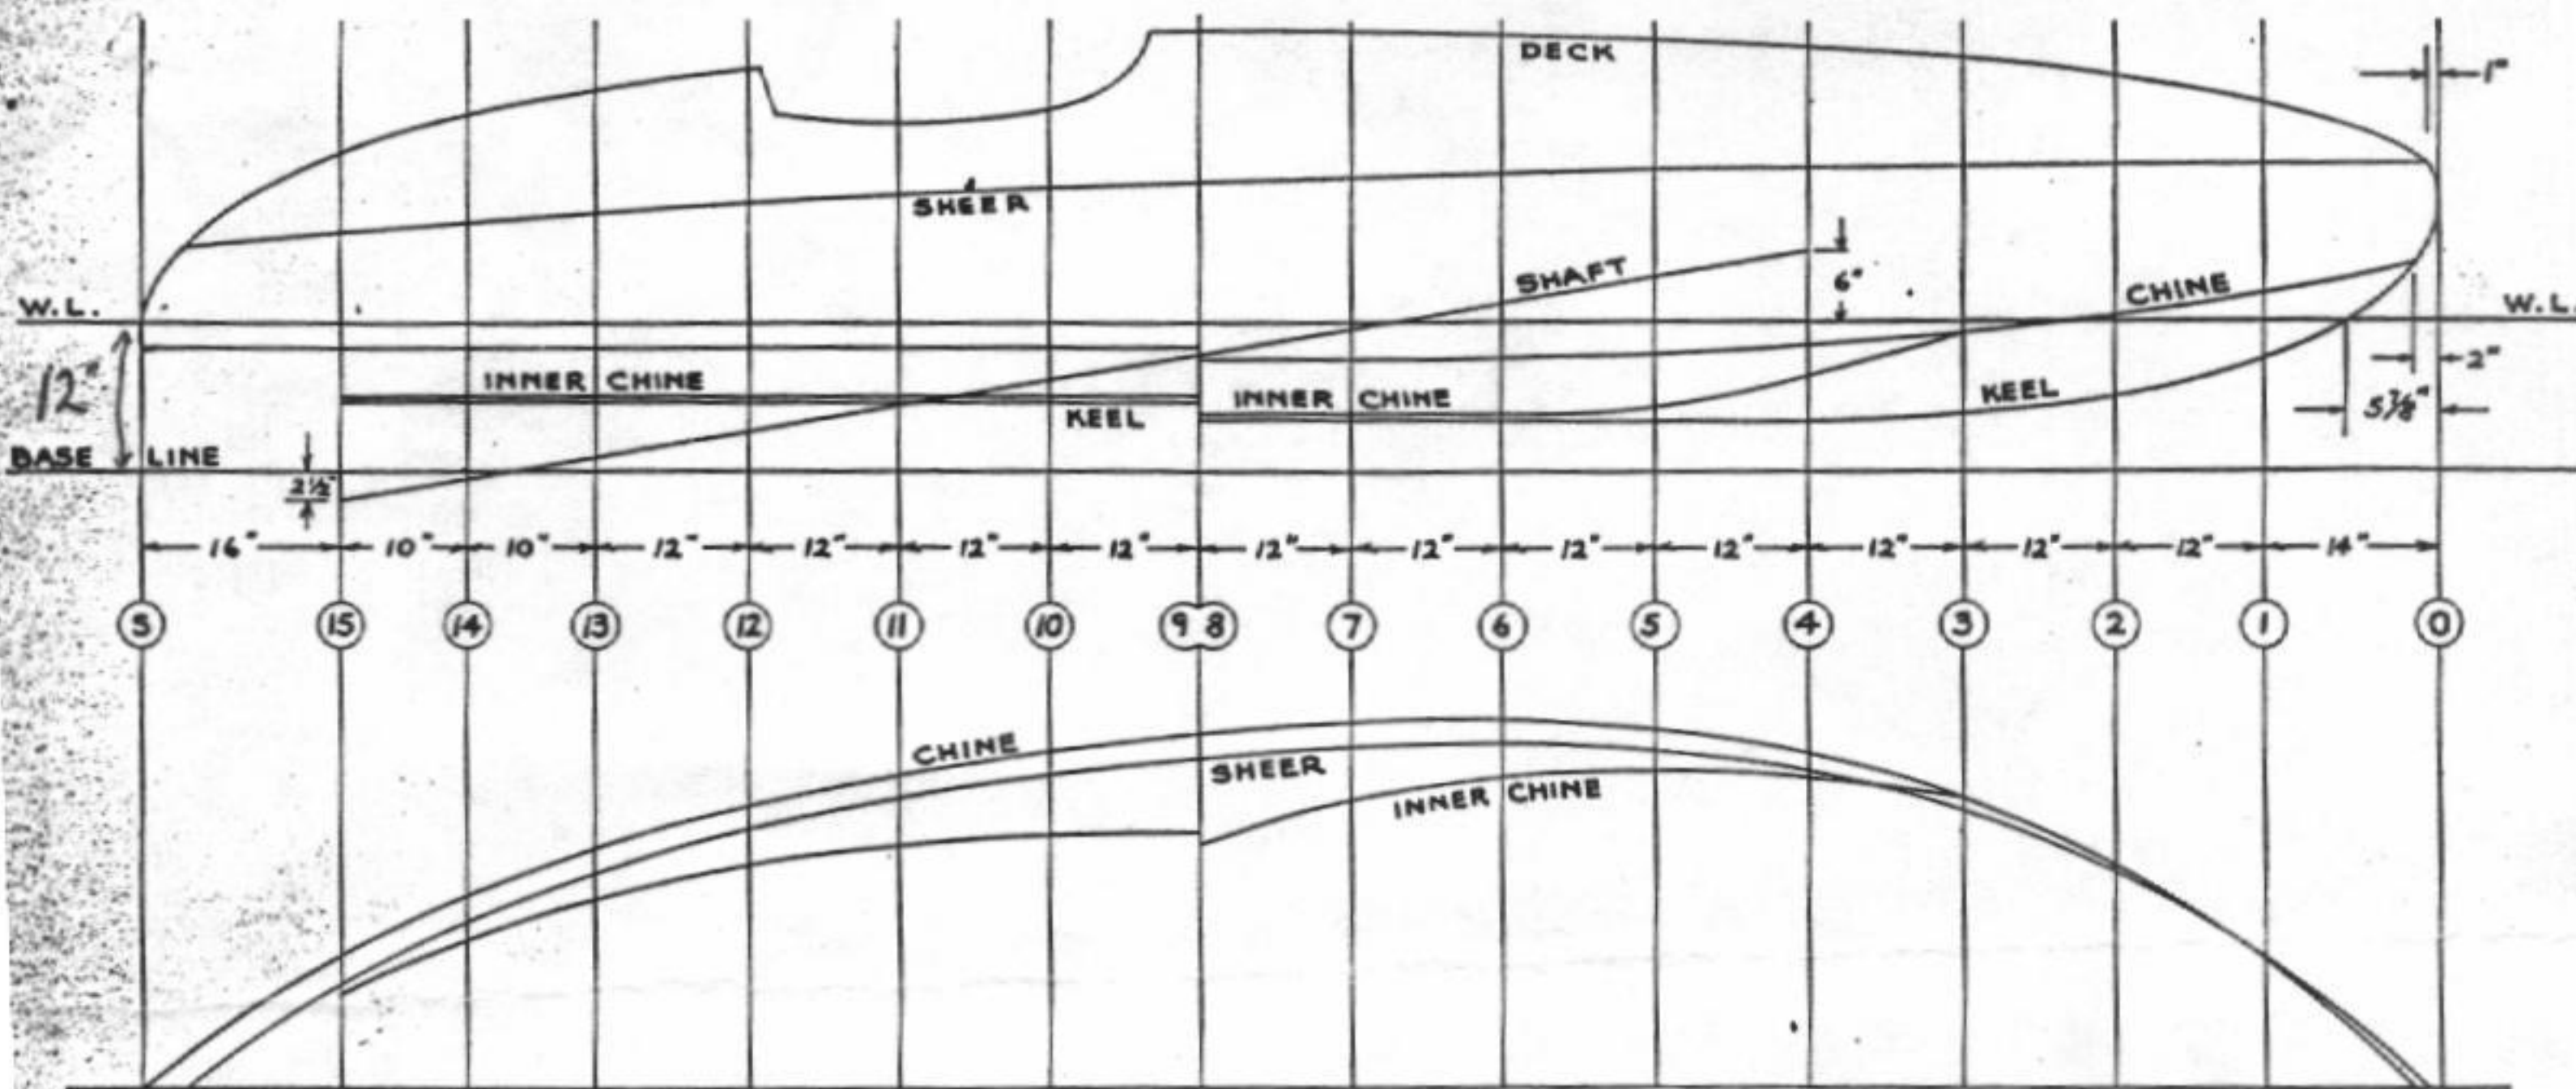 DECK
1"
SHEER
SHAFT
6"
CHINE
W.L.
W.L.
12"
INNER CHINE
KEEL
INNER CHINE
KEEL
2"
5⅞"
BASE LINE
2½"
16" 10" 10" 12" 12" 12" 12" 12" 12" 12" 12" 12" 12" 12" 14"
S 15 14 13 12 11 10 9 8 7 6 5 4 3 2 1 0
CHINE
SHEER
INNER CHINE